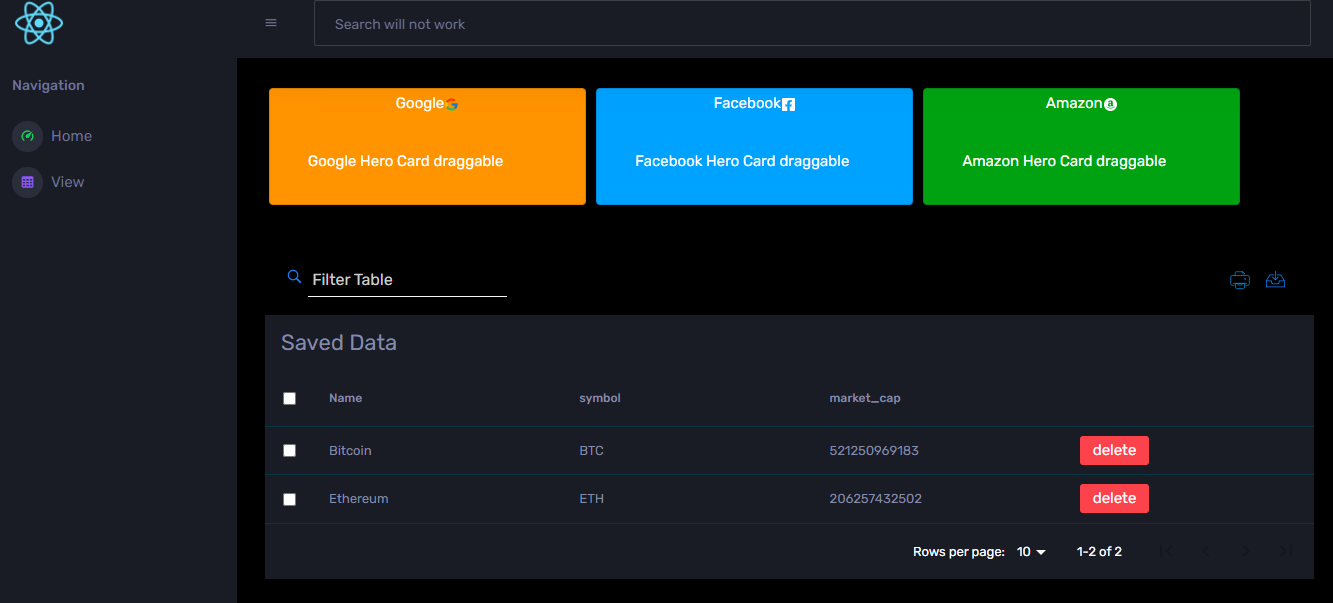 Search will not work
Navigation
Home
View
Google
Facebook
Amazon
Google Hero Card draggable
Facebook Hero Card draggable
Amazon Hero Card draggable
Filter Table
Saved Data
Name symbol market_cap
Bitcoin BTC 521250969183 delete
Ethereum ETH 206257432502 delete
Rows per page: 10 1-2 of 2